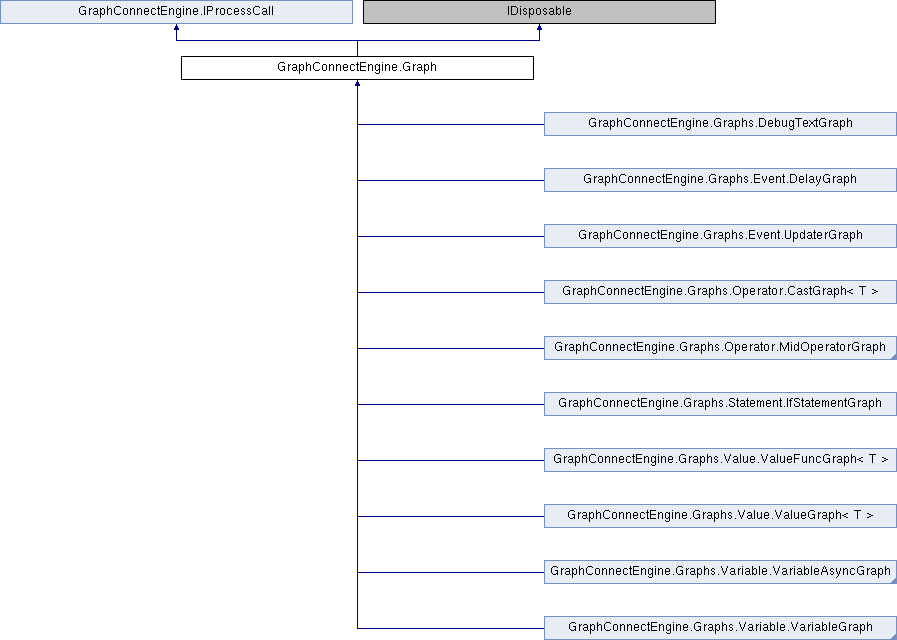 GraphConnectEngine.IProcessCall
IDisposable
GraphConnectEngine.Graph
GraphConnectEngine.Graphs.DebugTextGraph
GraphConnectEngine.Graphs.Event.DelayGraph
GraphConnectEngine.Graphs.Event.UpdaterGraph
GraphConnectEngine.Graphs.Operator.CastGraph< T >
GraphConnectEngine.Graphs.Operator.MidOperatorGraph
GraphConnectEngine.Graphs.Statement.IfStatementGraph
GraphConnectEngine.Graphs.Value.ValueFuncGraph< T >
GraphConnectEngine.Graphs.Value.ValueGraph< T >
GraphConnectEngine.Graphs.Variable.VariableAsyncGraph
GraphConnectEngine.Graphs.Variable.VariableGraph